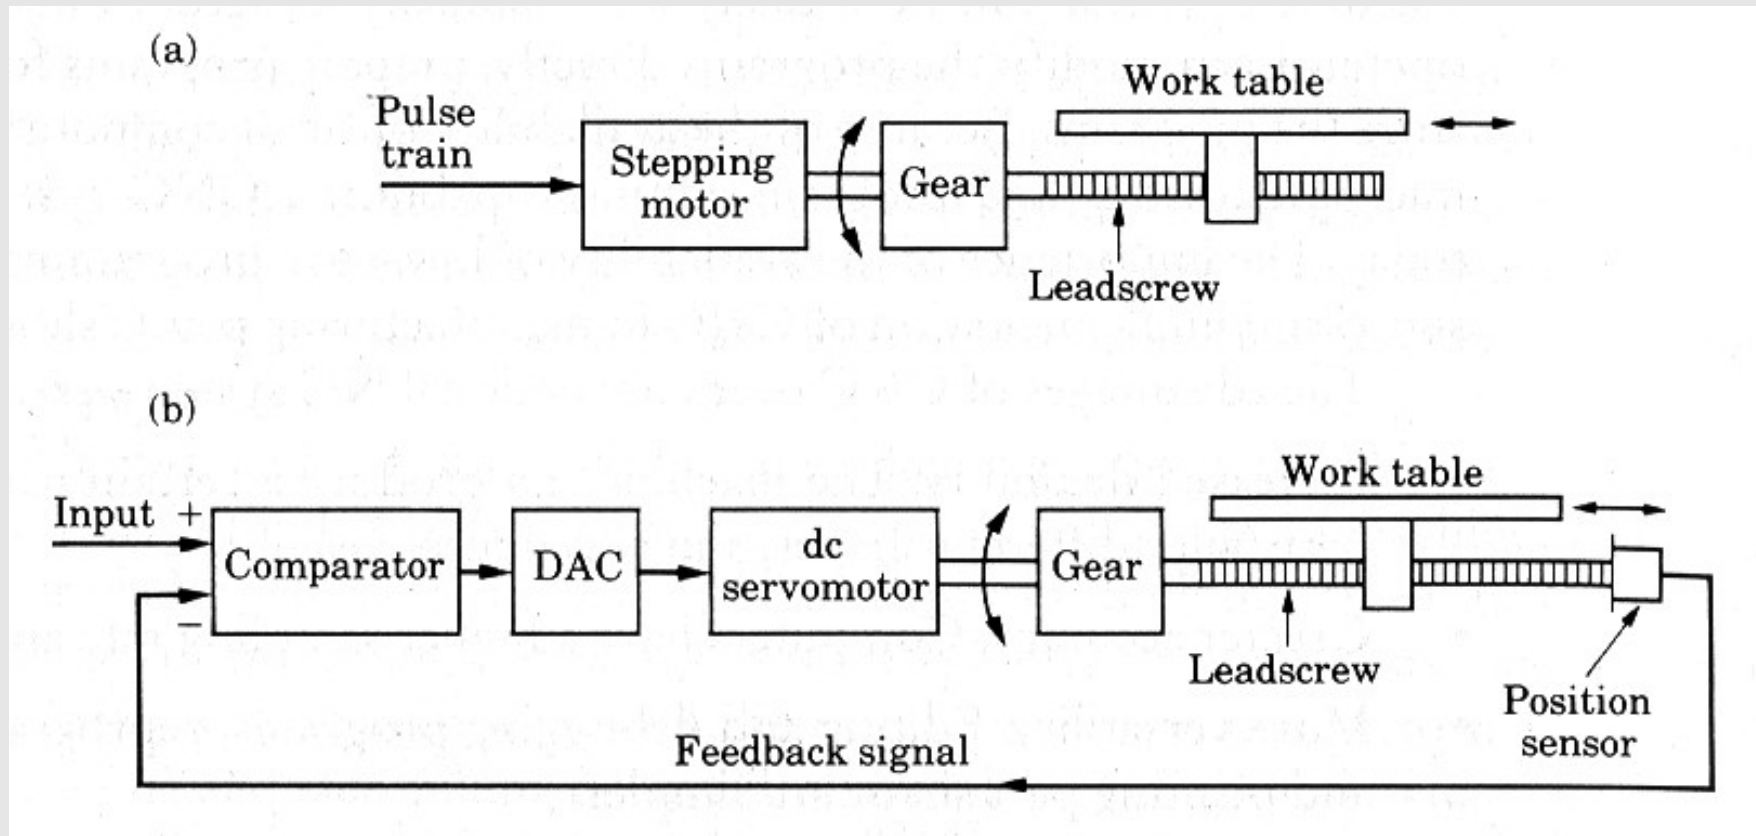 (a)
Pulse
train
Stepping
motor
Gear
Work table
Leadscrew
(b)
Input +
−
Comparator
DAC
dc
servomotor
Gear
Work table
Leadscrew
Position
sensor
Feedback signal